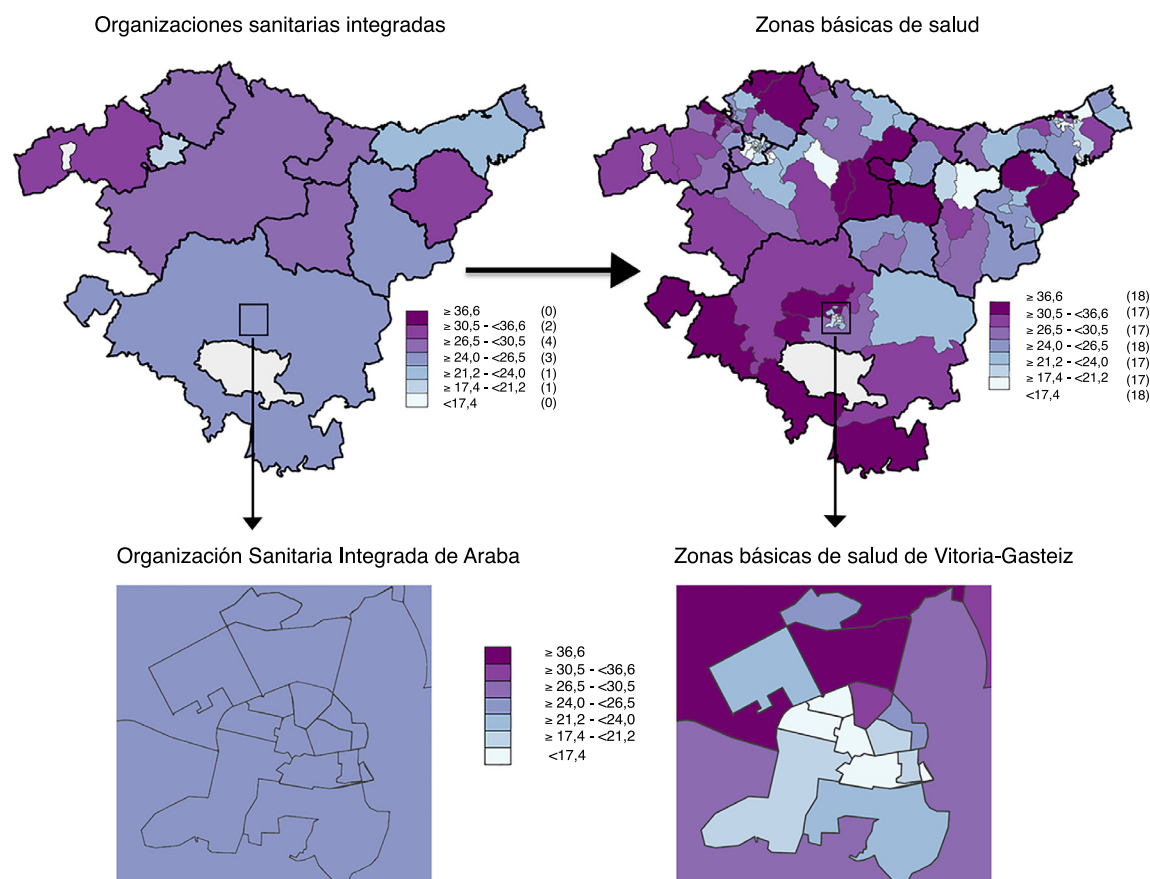 Organizaciones sanitarias integradas
Zonas básicas de salud
≥ 36,6 (0)
≥ 30,5 - <36,6 (2)
≥ 26,5 - <30,5 (4)
≥ 24,0 - <26,5 (3)
≥ 21,2 - <24,0 (1)
≥ 17,4 - <21,2 (1)
<17,4 (0)
≥ 36,6 (18)
≥ 30,5 - <36,6 (17)
≥ 26,5 - <30,5 (17)
≥ 24,0 - <26,5 (18)
≥ 21,2 - <24,0 (17)
≥ 17,4 - <21,2 (17)
<17,4 (18)
Organización Sanitaria Integrada de Araba
Zonas básicas de salud de Vitoria-Gasteiz
≥ 36,6
≥ 30,5 - <36,6
≥ 26,5 - <30,5
≥ 24,0 - <26,5
≥ 21,2 - <24,0
≥ 17,4 - <21,2
<17,4